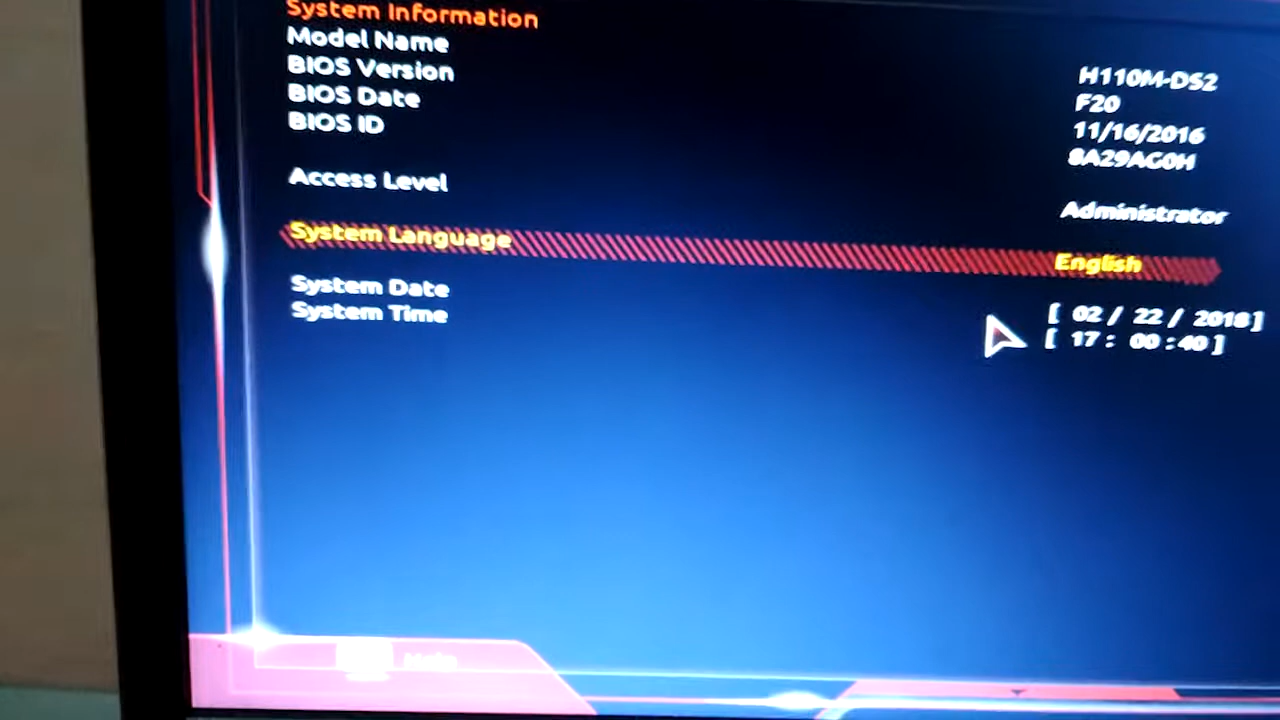 System Information
Model Name H110M-DS2
BIOS Version F20
BIOS Date 11/16/2016
BIOS ID 8A29AG0H
Access Level Administrator
System Language English
System Date [ 02 / 22 / 2018]
System Time [ 17 : 00 : 40 ]